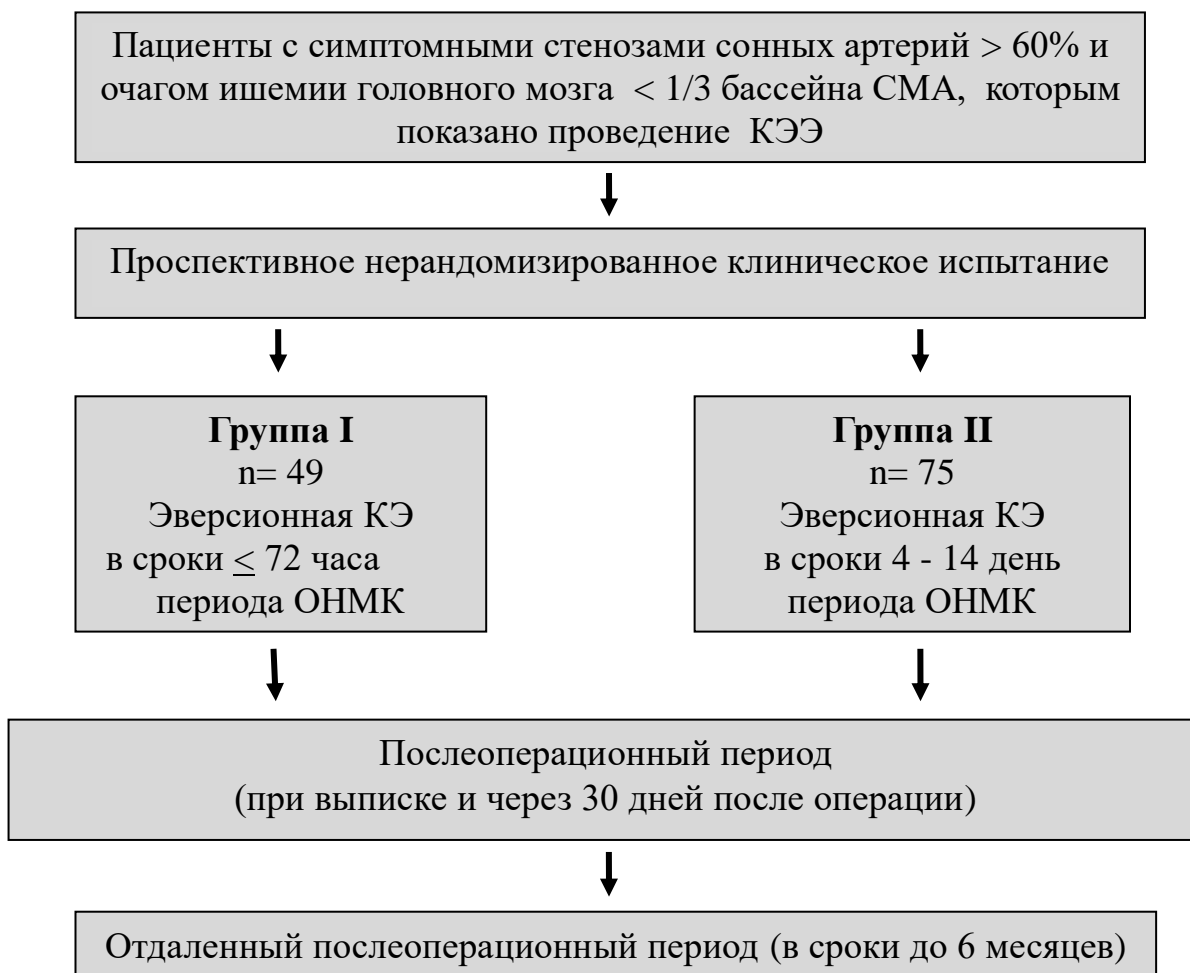 Пациенты с симптомными стенозами сонных артерий > 60% и
очагом ишемии головного мозга < 1/3 бассейна СМА, которым
показано проведение КЭЭ
Проспективное нерандомизированное клиническое испытание
Группа I
n= 49
Эверсионная КЭ
в сроки < 72 часа
периода ОНМК
Группа II
n= 75
Эверсионная КЭ
в сроки 4 - 14 день
периода ОНМК
Послеоперационный период
(при выписке и через 30 дней после операции)
Отдаленный послеоперационный период (в сроки до 6 месяцев)